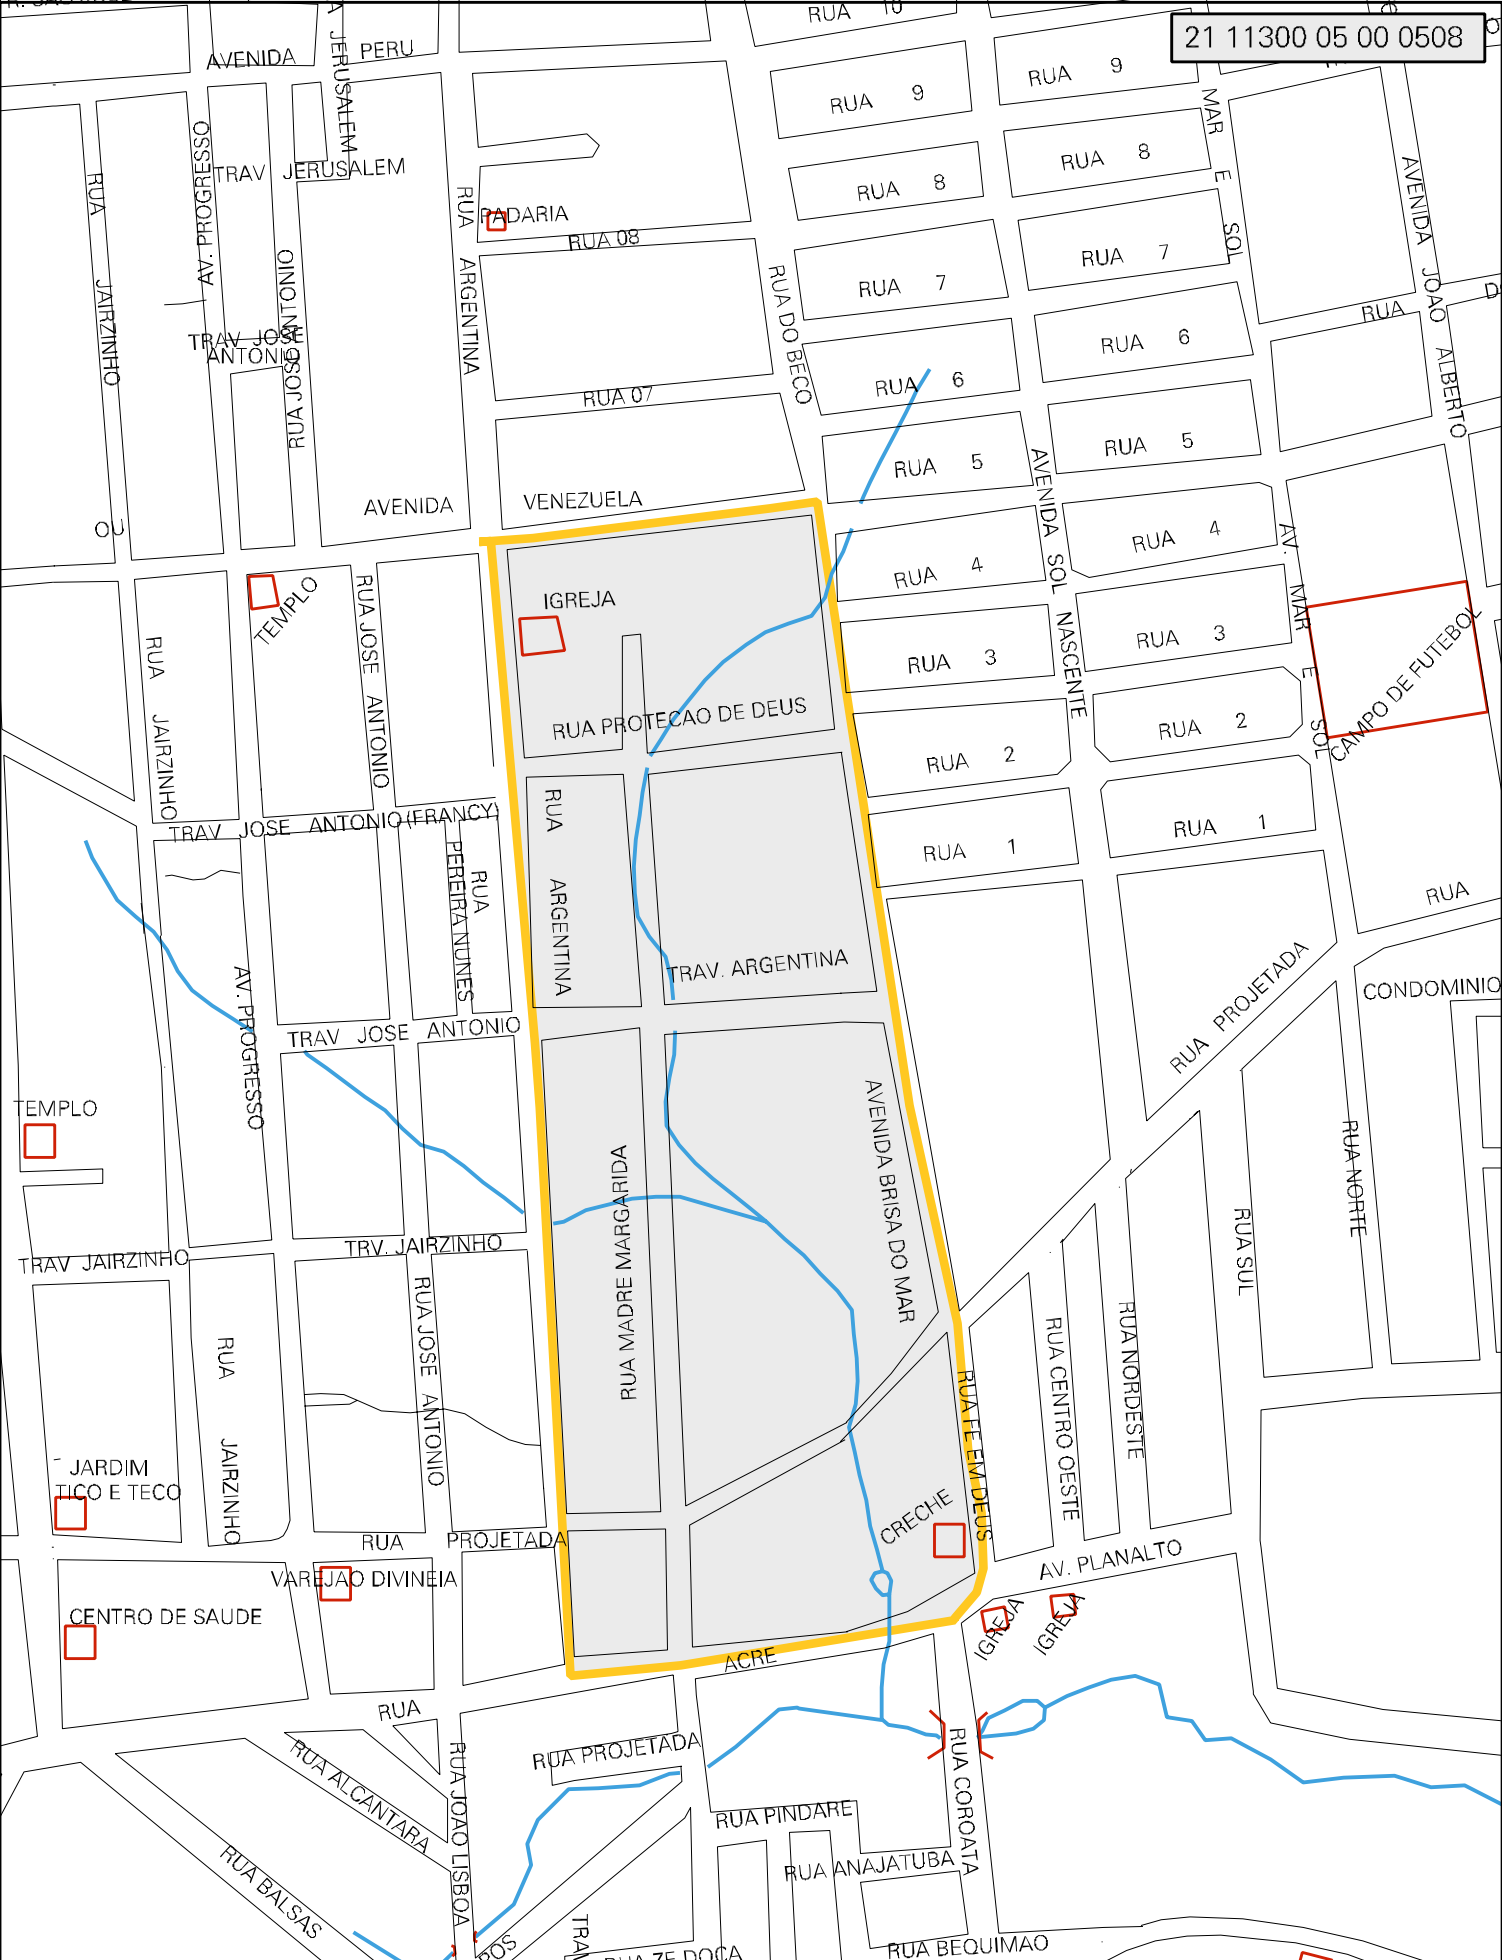 21 11300 05 00 0508
RUA 10
AVENIDA PERU
JERUSALEM
RUA 9
RUA 9
MAR E SOL
AV. PROGRESSO
TRAV JERUSALEM
RUA 8
RUA 8
AVENIDA JOAO ALBERTO
RUA JAIRZINHO
RUA ARGENTINA
PADARIA
RUA 08
RUA 7
RUA 7
RUA DO BECO
RUA JOSE ANTONIO
TRAV JOSE
ANTONIO
RUA
RUA 6
RUA 6
RUA 07
RUA 5
RUA 5
AVENIDA VENEZUELA
OU
AVENIDA SOL NASCENTE
RUA 4
RUA 4
AV. MAR E SOL
TEMPLO
RUA JOSE ANTONIO
IGREJA
RUA 3
RUA 3
CAMPO DE FUTEBOL
RUA JAIRZINHO
RUA PROTECAO DE DEUS
RUA 2
RUA 2
TRAV JOSE ANTONIO (FRANCY)
RUA ARGENTINA
RUA 1
RUA 1
RUA
PEREIRA NUNES
RUA
TRAV. ARGENTINA
RUA PROJETADA
CONDOMINIO
AV. PROGRESSO
TRAV JOSE ANTONIO
TEMPLO
AVENIDA BRISA DO MAR
RUA MADRE MARGARIDA
RUA NORTE
RUA SUL
TRAV JAIRZINHO
TRV. JAIRZINHO
RUA JOSE ANTONIO
RUA JAIRZINHO
RUA CENTRO OESTE
RUA NORDESTE
RUA FE EM DEUS
JARDIM
TICO E TECO
CRECHE
RUA PROJETADA
AV. PLANALTO
VAREJAO DIVINEIA
CENTRO DE SAUDE
IGREJA
IGREJA
RUA ACRE
RUA PROJETADA
RUA ALCANTARA
RUA JOAO LISBOA
RUA COROATA
RUA PINDARE
RUA ANAJATUBA
RUA BALSAS
RUA BEQUIMAO
RUA ZE DOCA